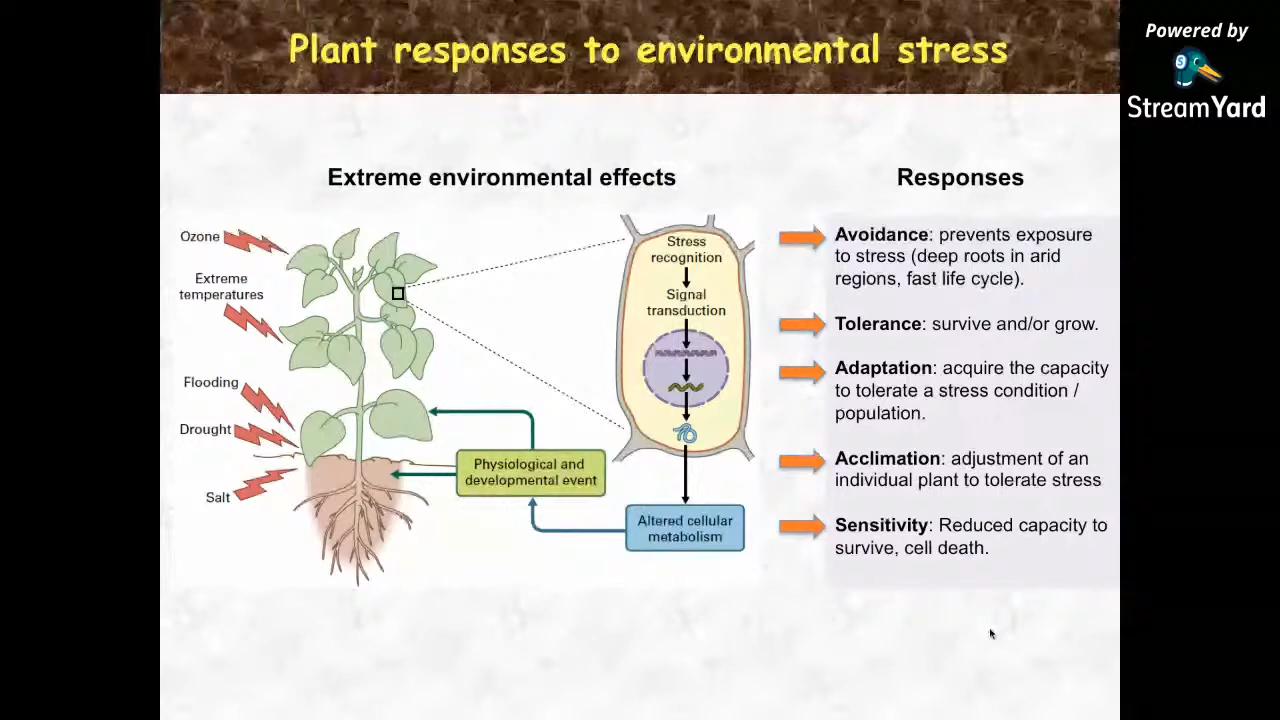 Plant responses to environmental stress
Powered by
StreamYard
Extreme environmental effects
Ozone
Extreme
temperatures
Flooding
Drought
Salt
Stress
recognition
Signal
transduction
Physiological and
developmental event
Altered cellular
metabolism
Responses
Avoidance: prevents exposure
to stress (deep roots in arid
regions, fast life cycle).
Tolerance: survive and/or grow.
Adaptation: acquire the capacity
to tolerate a stress condition /
population.
Acclimation: adjustment of an
individual plant to tolerate stress
Sensitivity: Reduced capacity to
survive, cell death.